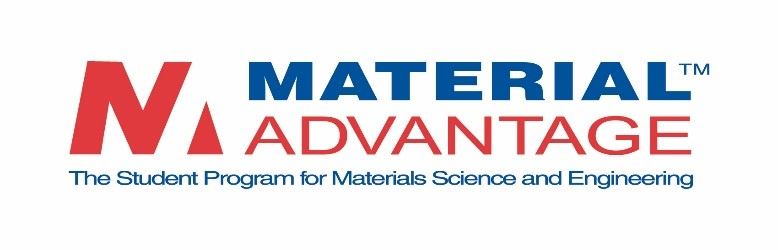 MATERIAL™
ADVANTAGE
The Student Program for Materials Science and Engineering